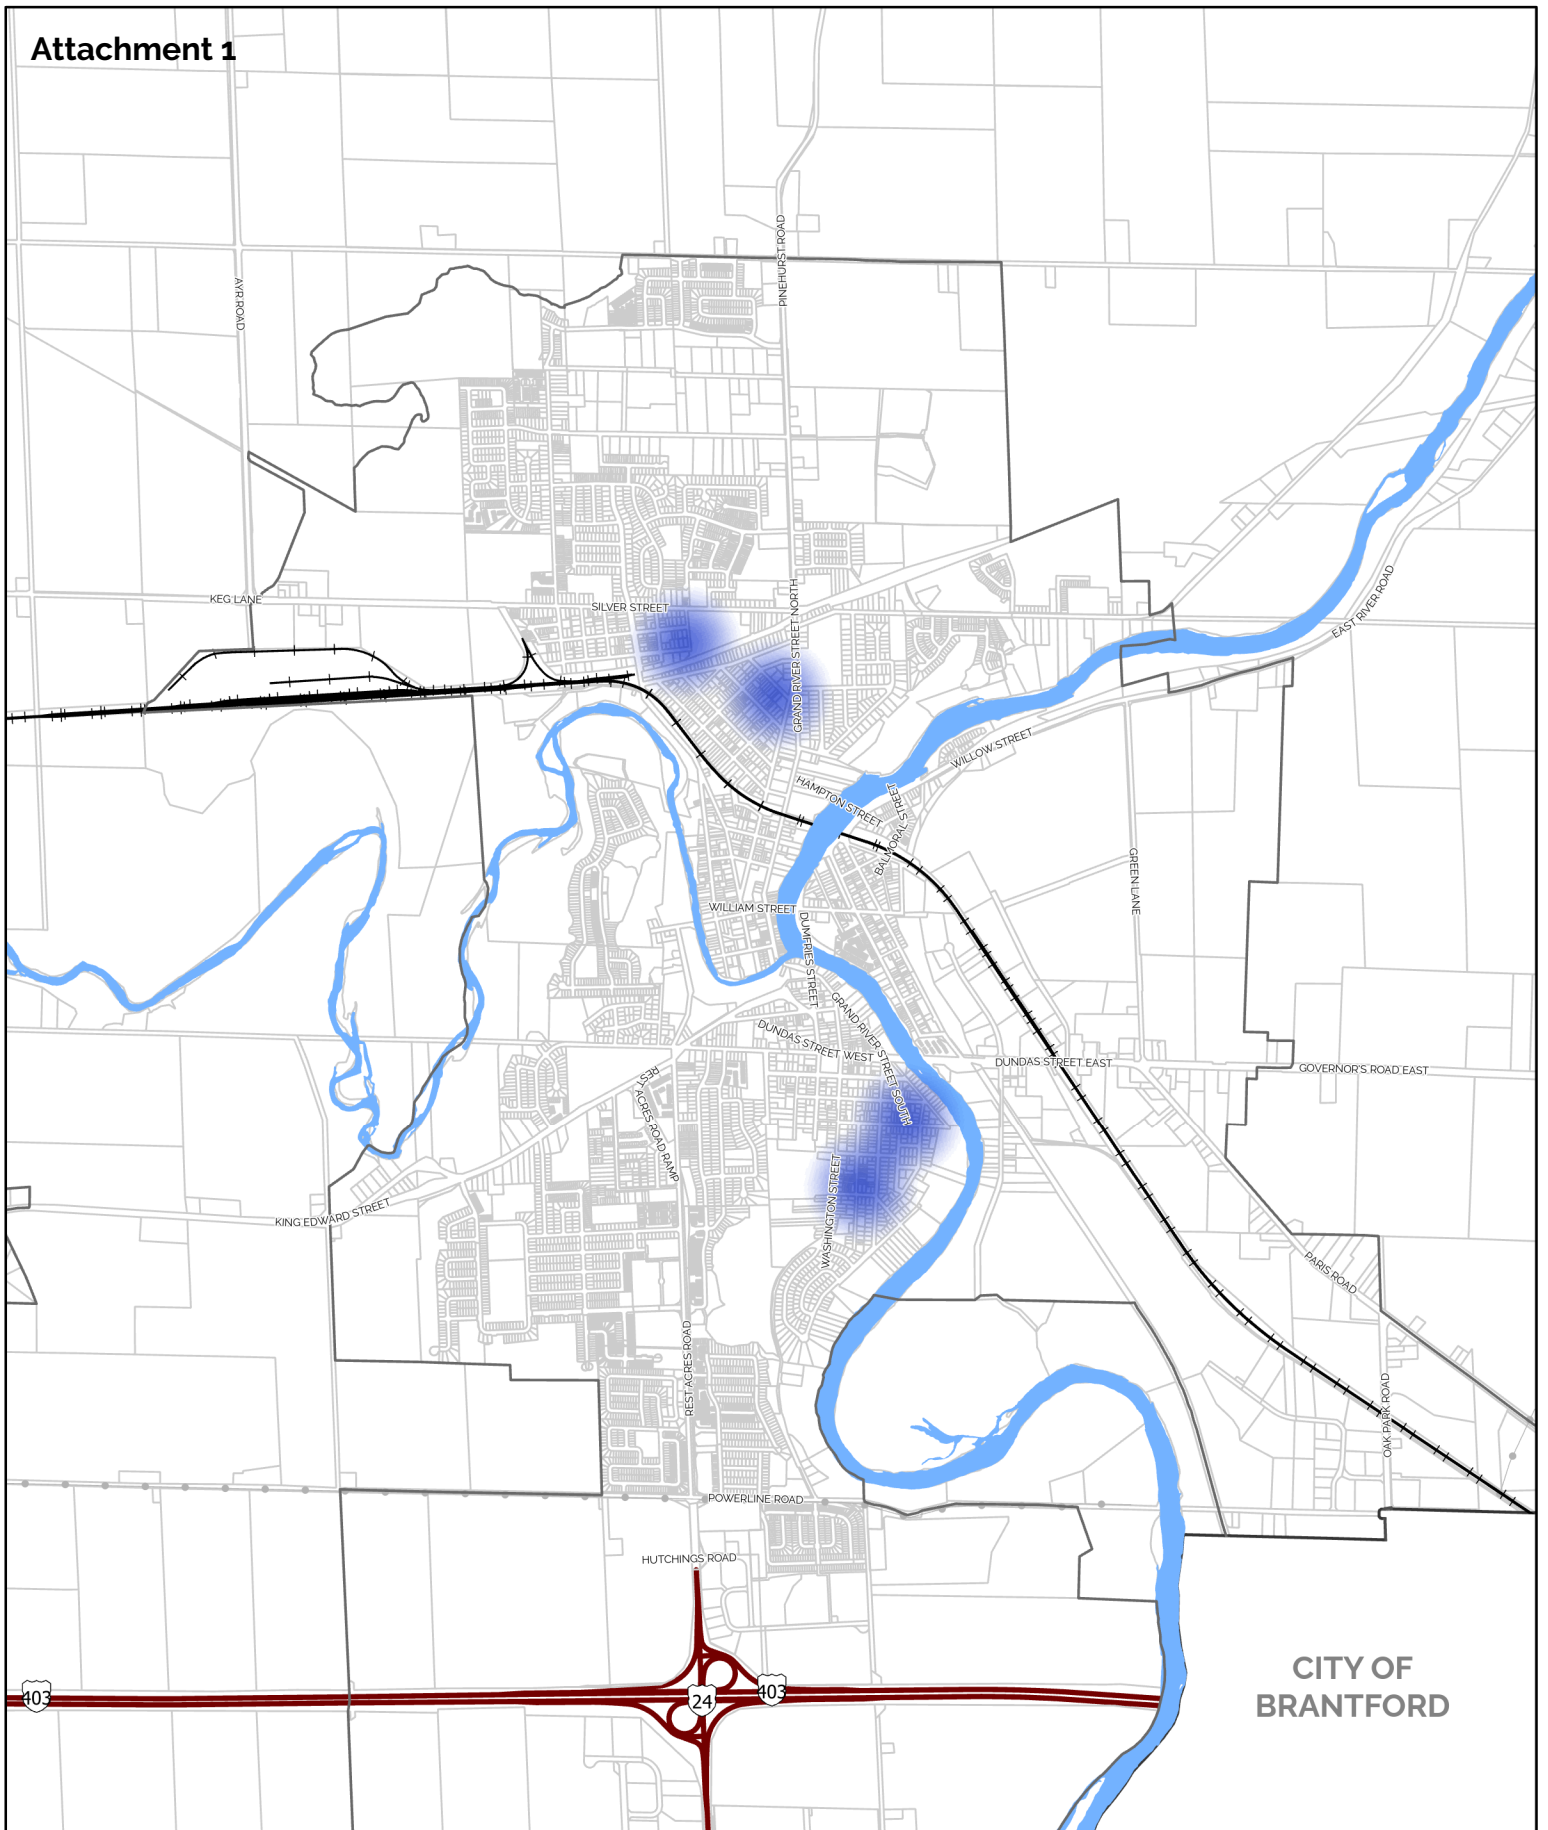 Attachment 1
PINEHURST ROAD
AYR ROAD
KEG LANE
SILVER STREET
GRAND RIVER STREET NORTH
EAST RIVER ROAD
WILLOW STREET
HAMPTON STREET
BALMORAL STREET
GREEN LANE
WILLIAM STREET
DUMFRIES STREET
GRAND RIVER STREET SOUTH
DUNDAS STREET WEST
DUNDAS STREET EAST
GOVERNOR'S ROAD EAST
REST ACRES ROAD RAMP
WASHINGTON STREET
KING EDWARD STREET
PARIS ROAD
REST ACRES ROAD
OAK PARK ROAD
POWERLINE ROAD
HUTCHINGS ROAD
403
24
403
CITY OF
BRANTFORD